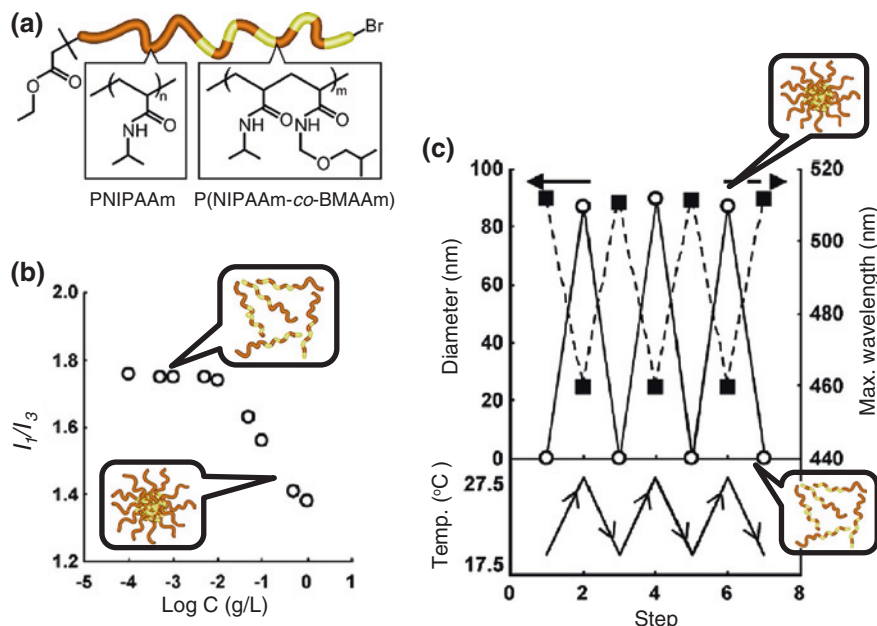 (a)
Br
O
O
n
NH
O
m
NH
O
NH
O
O
PNIPAAm
P(NIPAAm-co-BMAAm)
(b)
2.0
1.8
1.6
1.4
1.2
I1/I3
-5 -4 -3 -2 -1 0 1
Log C (g/L)
(c)
100
80
60
40
20
0
Diameter (nm)
520
500
480
460
440
Max. wavelength (nm)
27.5
17.5
Temp. (°C)
0 2 4 6 8
Step